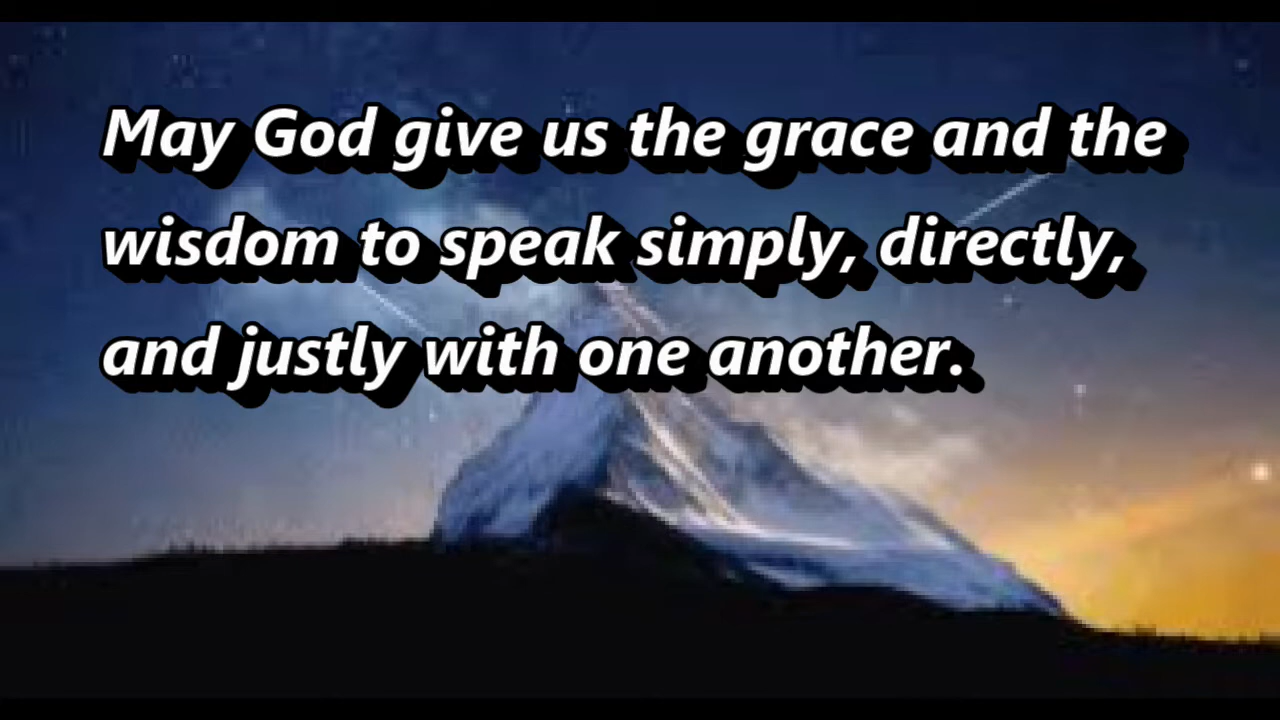 May God give us the grace and the
wisdom to speak simply, directly,
and justly with one another.